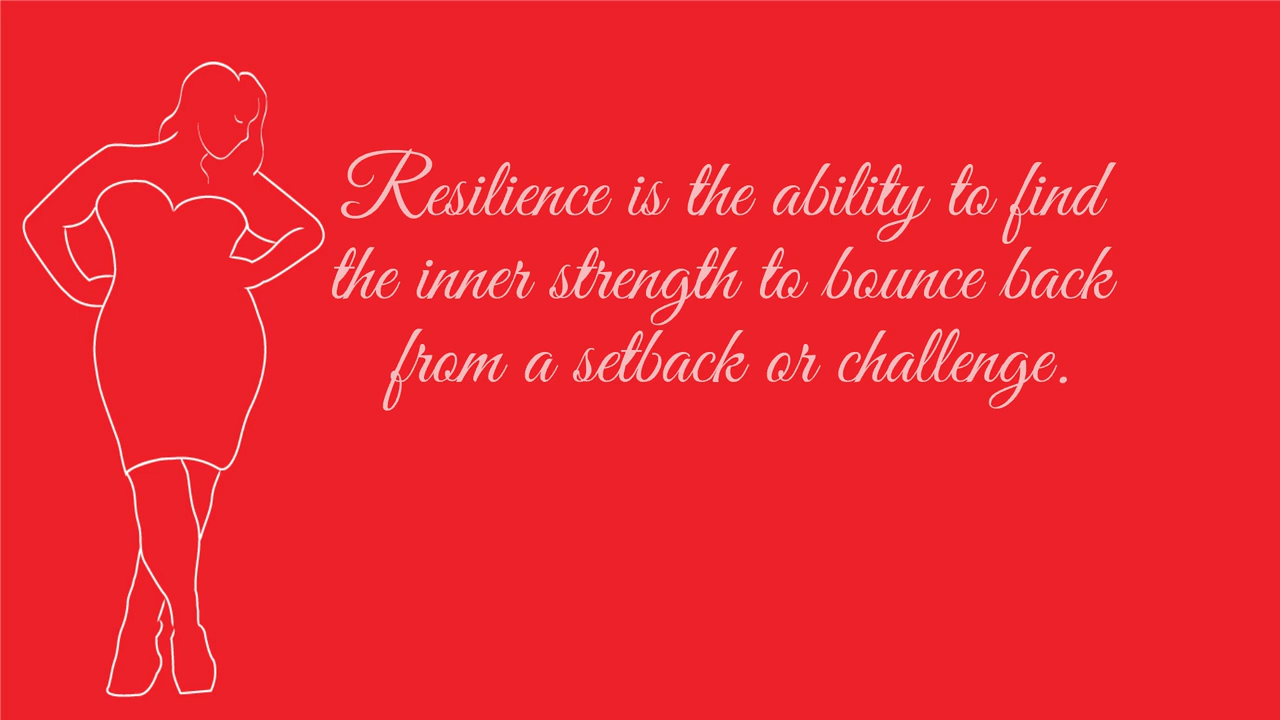 Resilience is the ability to find
the inner strength to bounce back
from a setback or challenge.